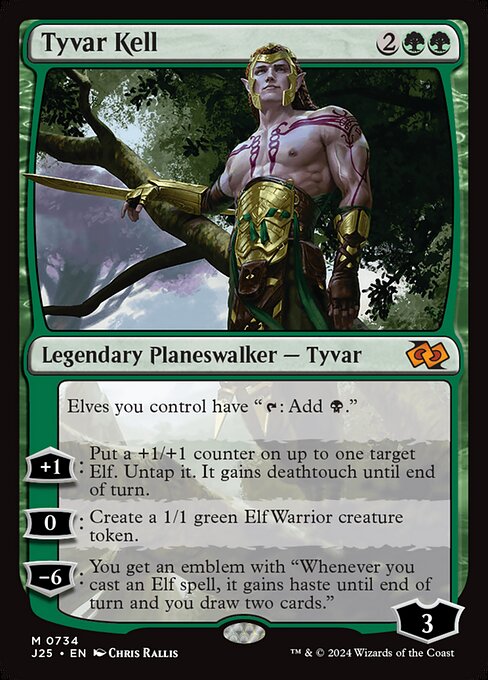 Tyvar Kell 2
Legendary Planeswalker — Tyvar
Elves you control have “: Add .”
+1: Put a +1/+1 counter on up to one target
Elf. Untap it. It gains deathtouch until end
of turn.
0: Create a 1/1 green Elf Warrior creature
token.
−6: You get an emblem with “Whenever you
cast an Elf spell, it gains haste until end of
turn and you draw two cards.”
3
M 0734
J25 • EN Chris Rallis
™ & © 2024 Wizards of the Coast